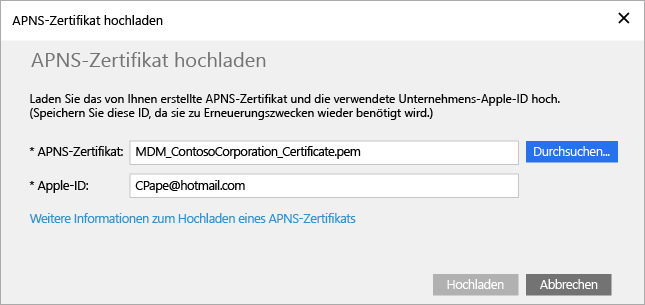 APNS-Zertifikat hochladen
APNS-Zertifikat hochladen
Laden Sie das von Ihnen erstellte APNS-Zertifikat und die verwendete Unternehmens-Apple-ID hoch.
(Speichern Sie diese ID, da sie zu Erneuerungszwecken wieder benötigt wird.)
* APNS-Zertifikat: MDM_ContosoCorporation_Certificate.pem Durchsuchen...
* Apple-ID: CPape@hotmail.com
Weitere Informationen zum Hochladen eines APNS-Zertifikats
Hochladen Abbrechen